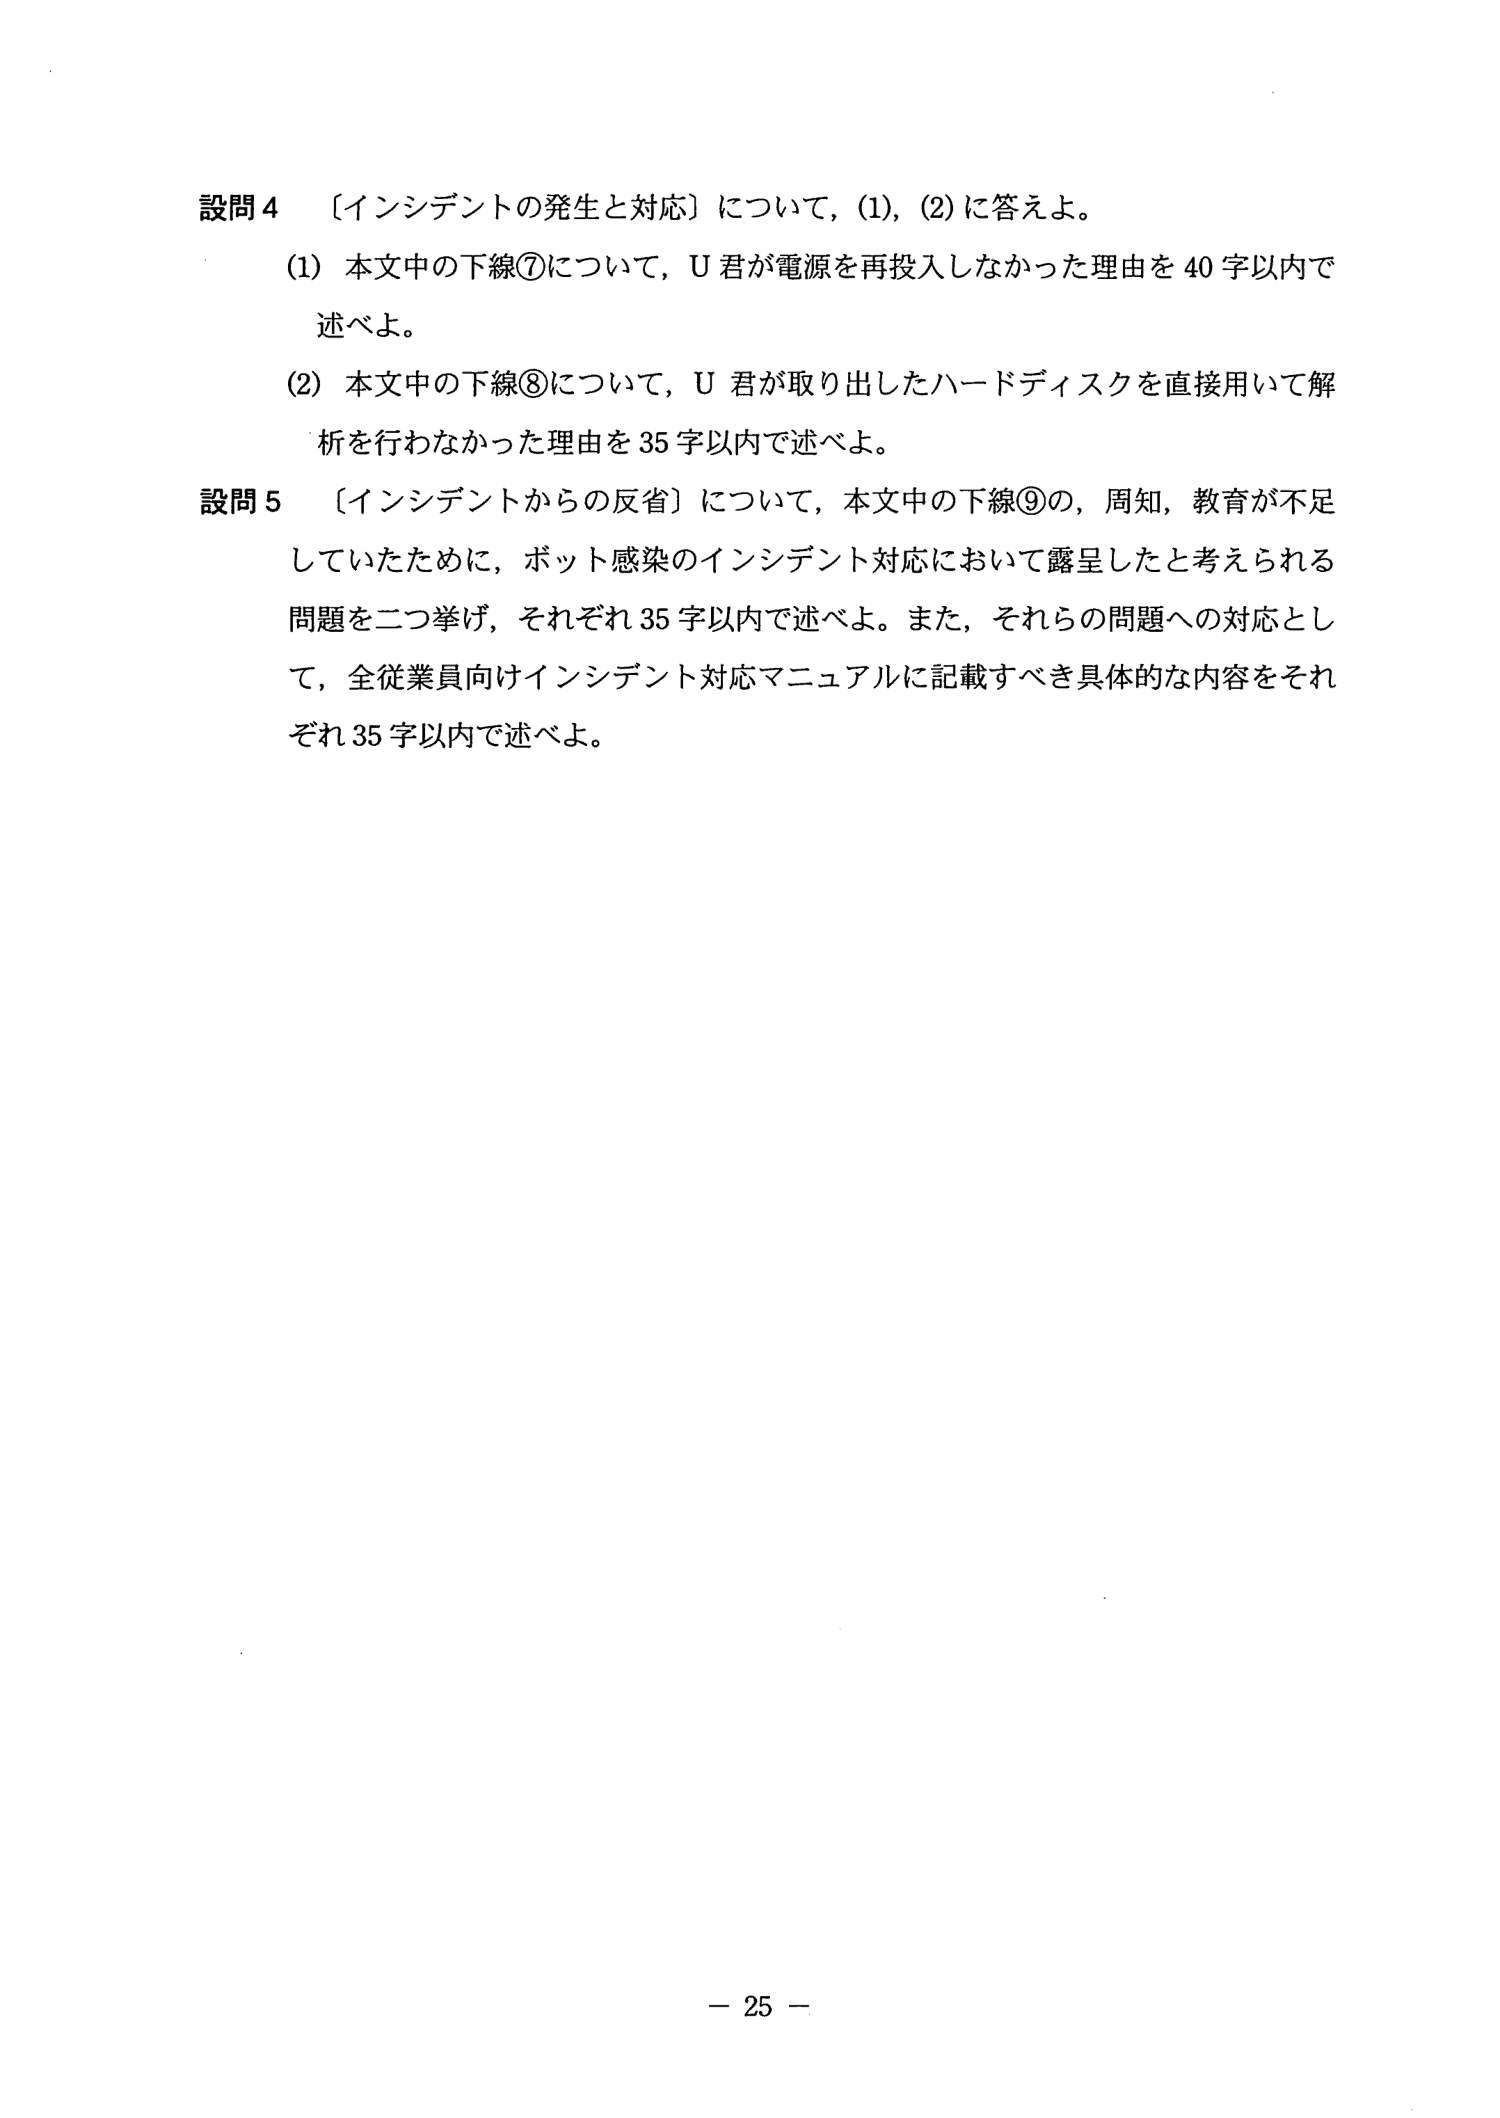 設問4 〔インシデントの発生と対応〕について，(1)，(2) に答えよ。
(1) 本文中の下線⑦について，U 君が電源を再投入しなかった理由を 40 字以内で
述べよ。
(2) 本文中の下線⑧について，U 君が取り出したハードディスクを直接用いて解
析を行わなかった理由を 35 字以内で述べよ。
設問5 〔インシデントからの反省〕について，本文中の下線⑨の，周知，教育が不足
していたために，ボット感染のインシデント対応において露呈したと考えられる
問題を二つ挙げ，それぞれ 35 字以内で述べよ。また，それらの問題への対応とし
て，全従業員向けインシデント対応マニュアルに記載すべき具体的な内容をそれ
ぞれ 35 字以内で述べよ。
－ 25 －